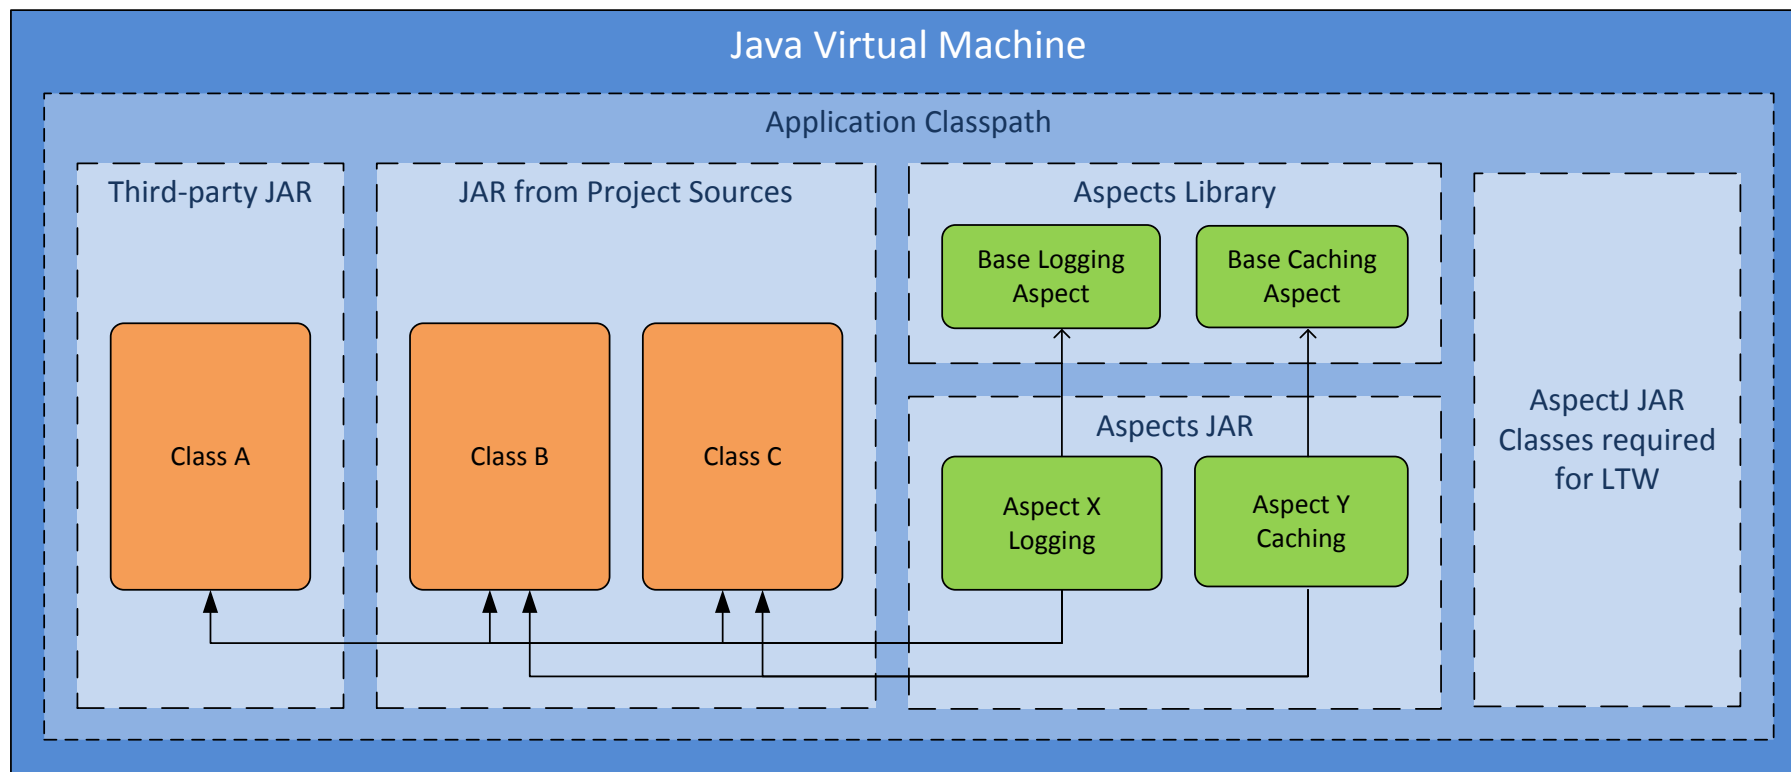 Java Virtual Machine
Application Classpath
Third-party JAR
Class A
JAR from Project Sources
Class B
Class C
Aspects Library
Base Logging
Aspect
Base Caching
Aspect
Aspects JAR
Aspect X
Logging
Aspect Y
Caching
AspectJ JAR
Classes required
for LTW